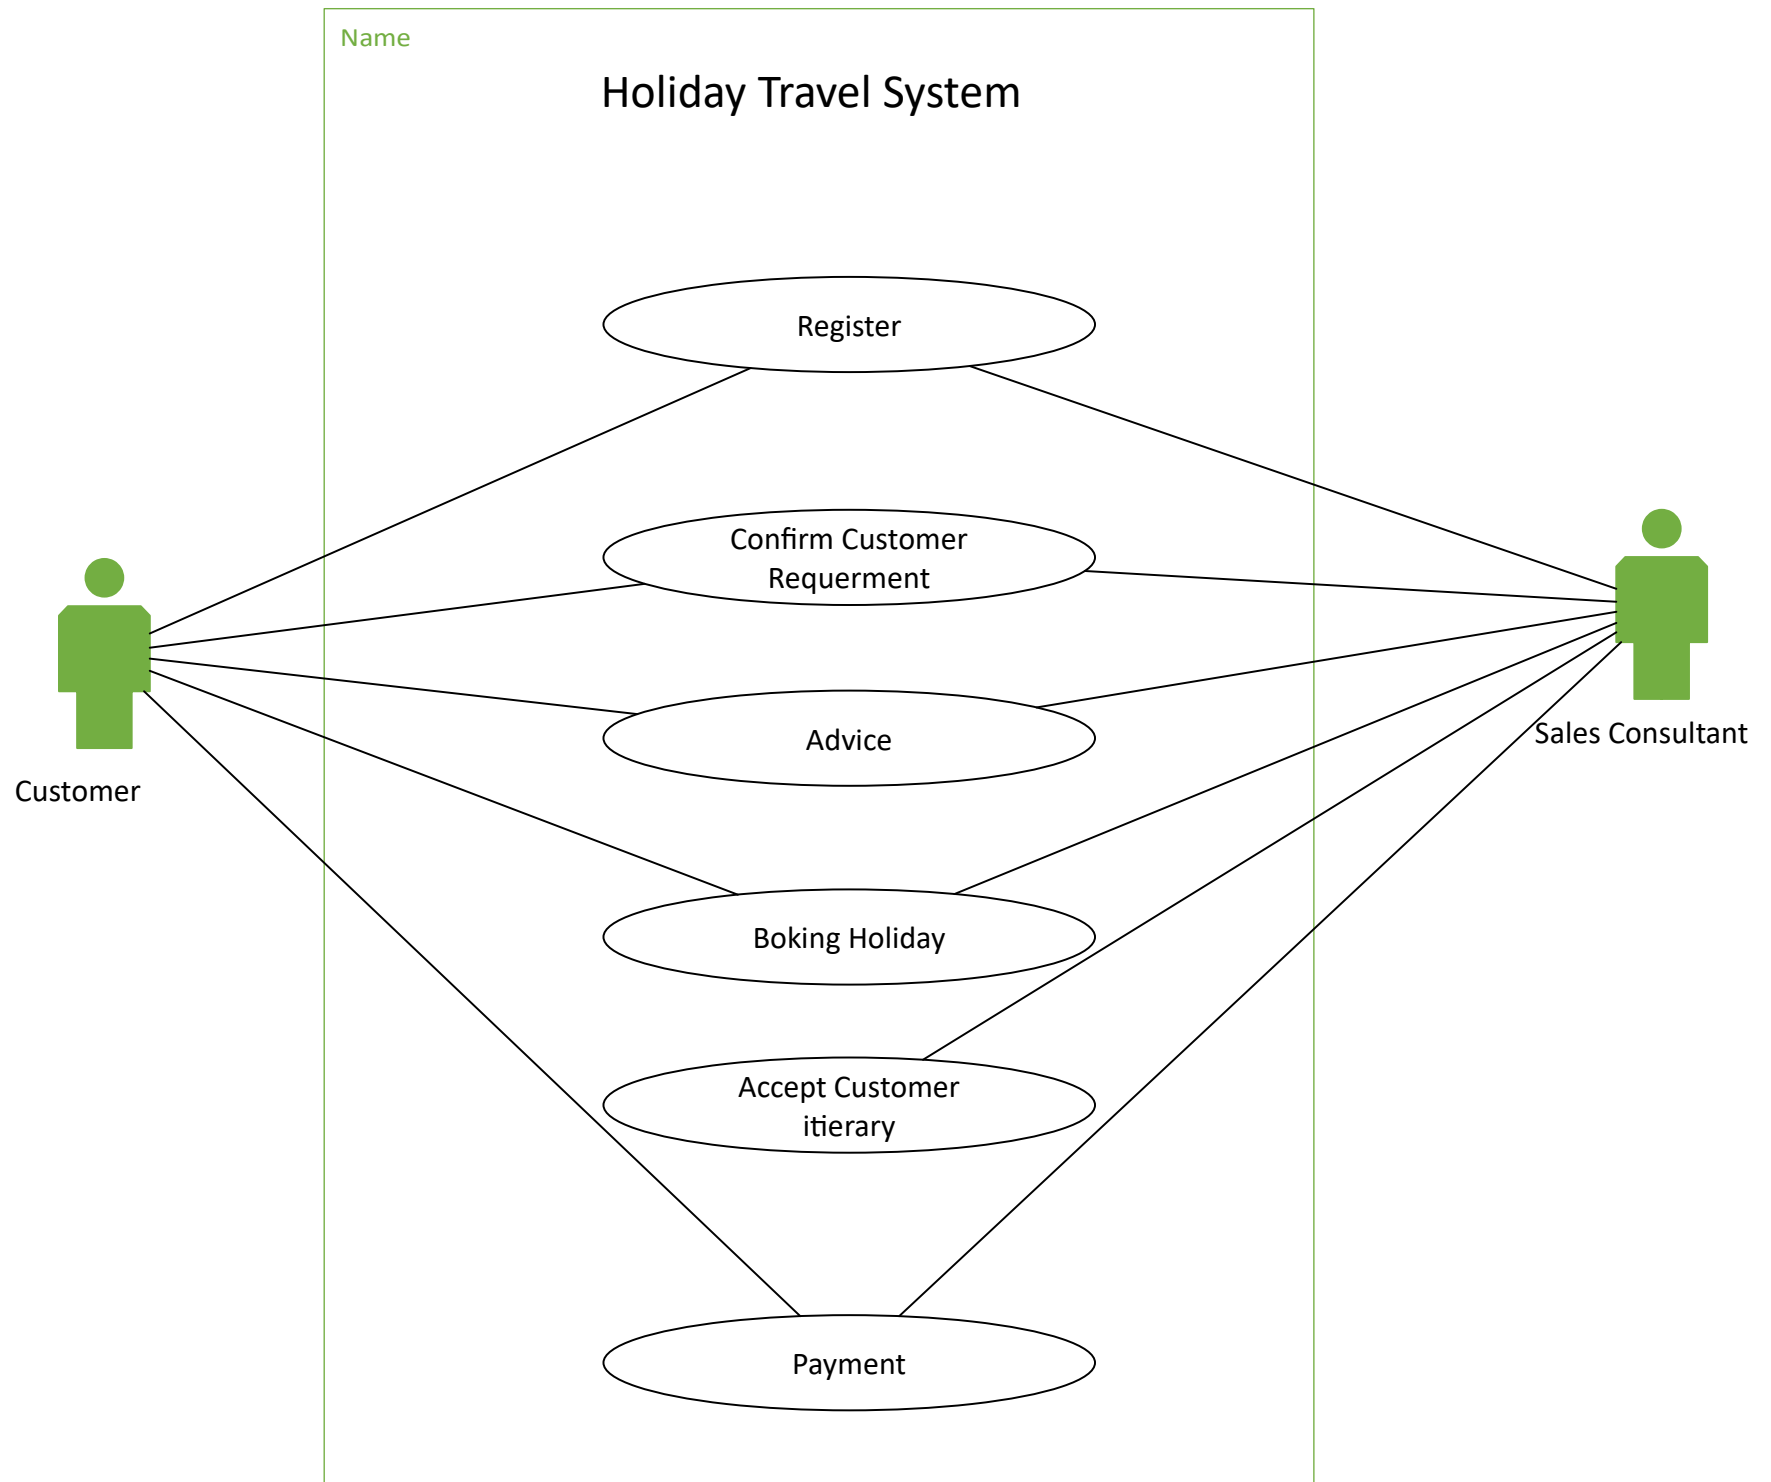 Name
Holiday Travel System
Register
Confirm Customer
Requerment
Advice
Sales Consultant
Customer
Boking Holiday
Accept Customer
itierary
Payment